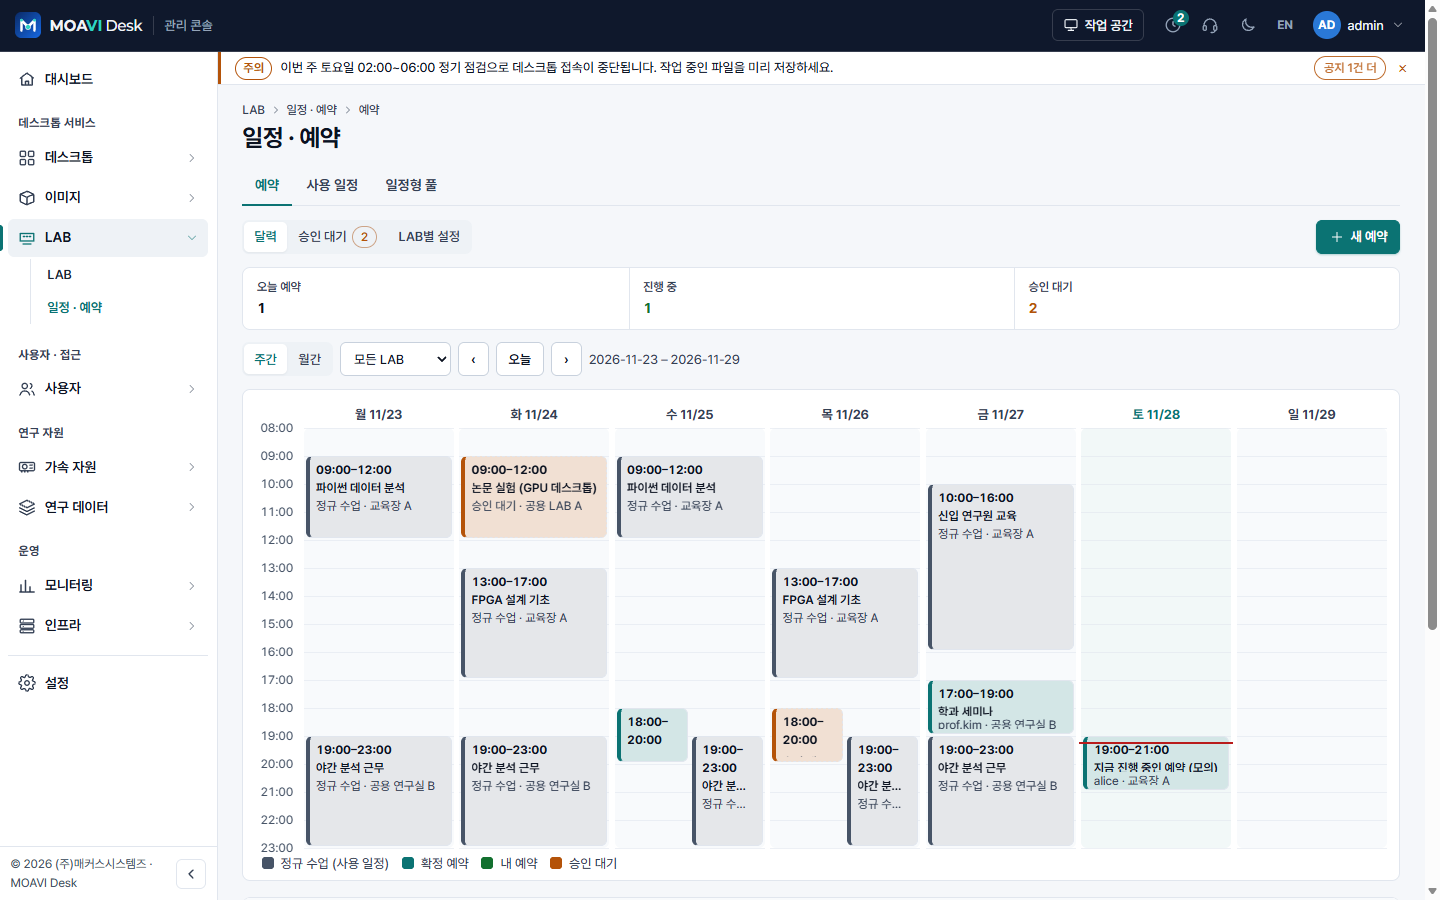 MOAVI Desk
관리 콘솔
작업 공간
2
EN
AD
admin
대시보드
데스크톱 서비스
데스크톱
이미지
LAB
LAB
일정 · 예약
사용자 · 접근
사용자
연구 자원
가속 자원
연구 데이터
운영
모니터링
인프라
설정
© 2026 (주)매커스시스템즈 ·
MOAVI Desk
주의
이번 주 토요일 02:00~06:00 정기 점검으로 데스크톱 접속이 중단됩니다. 작업 중인 파일을 미리 저장하세요.
공지 1건 더
×
LAB > 일정 · 예약 > 예약
일정 · 예약
예약
사용 일정
일정형 풀
달력
승인 대기 2
LAB별 설정
+ 새 예약
오늘 예약
1
진행 중
1
승인 대기
2
주간
월간
모든 LAB
‹
오늘
›
2026-11-23 – 2026-11-29
월 11/23
화 11/24
수 11/25
목 11/26
금 11/27
토 11/28
일 11/29
08:00
09:00
10:00
11:00
12:00
13:00
14:00
15:00
16:00
17:00
18:00
19:00
20:00
21:00
22:00
23:00
09:00–12:00
파이썬 데이터 분석
정규 수업 · 교육장 A
19:00–23:00
야간 분석 근무
정규 수업 · 공용 연구실 B
09:00–12:00
논문 실험 (GPU 데스크톱)
승인 대기 · 공용 LAB A
13:00–17:00
FPGA 설계 기초
정규 수업 · 교육장 A
19:00–23:00
야간 분석 근무
정규 수업 · 공용 연구실 B
09:00–12:00
파이썬 데이터 분석
정규 수업 · 교육장 A
18:00–
20:00
19:00–
23:00
야간 분...
정규 수...
13:00–17:00
FPGA 설계 기초
정규 수업 · 교육장 A
18:00–
20:00
19:00–
23:00
야간 분...
정규 수...
10:00–16:00
신입 연구원 교육
정규 수업 · 교육장 A
17:00–19:00
학과 세미나
prof.kim · 공용 연구실 B
19:00–23:00
야간 분석 근무
정규 수업 · 공용 연구실 B
19:00–21:00
지금 진행 중인 예약 (모의)
alice · 교육장 A
정규 수업 (사용 일정)
확정 예약
내 예약
승인 대기